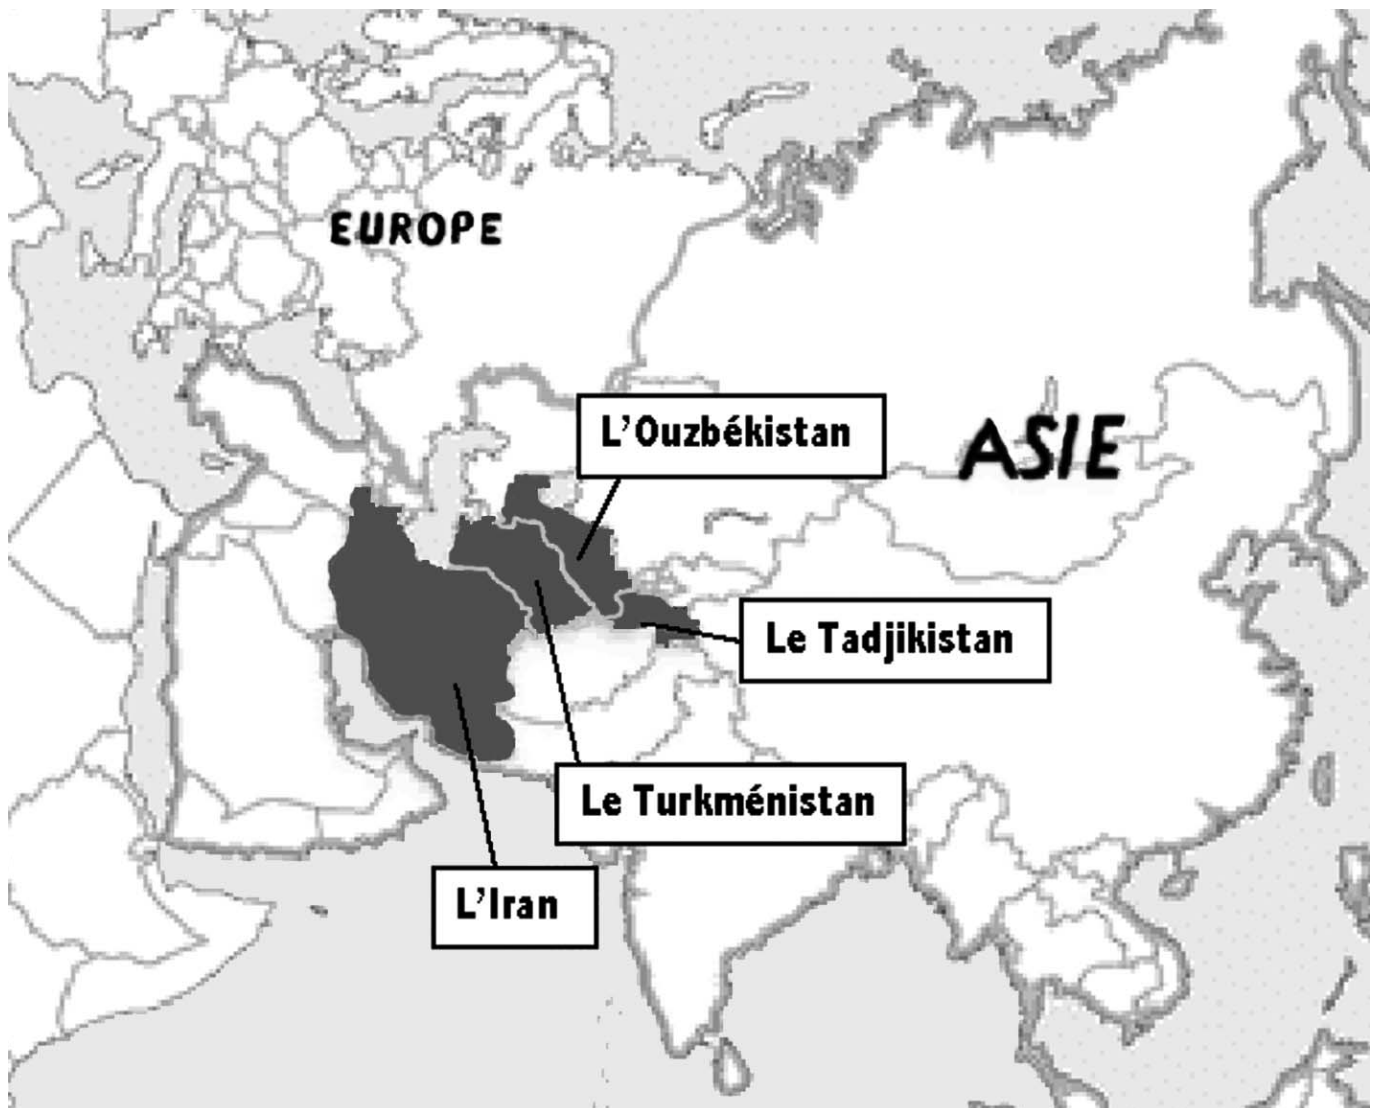 EUROPE
L'Ouzbékistan
ASIE
Le Tadjikistan
Le Turkménistan
L'Iran